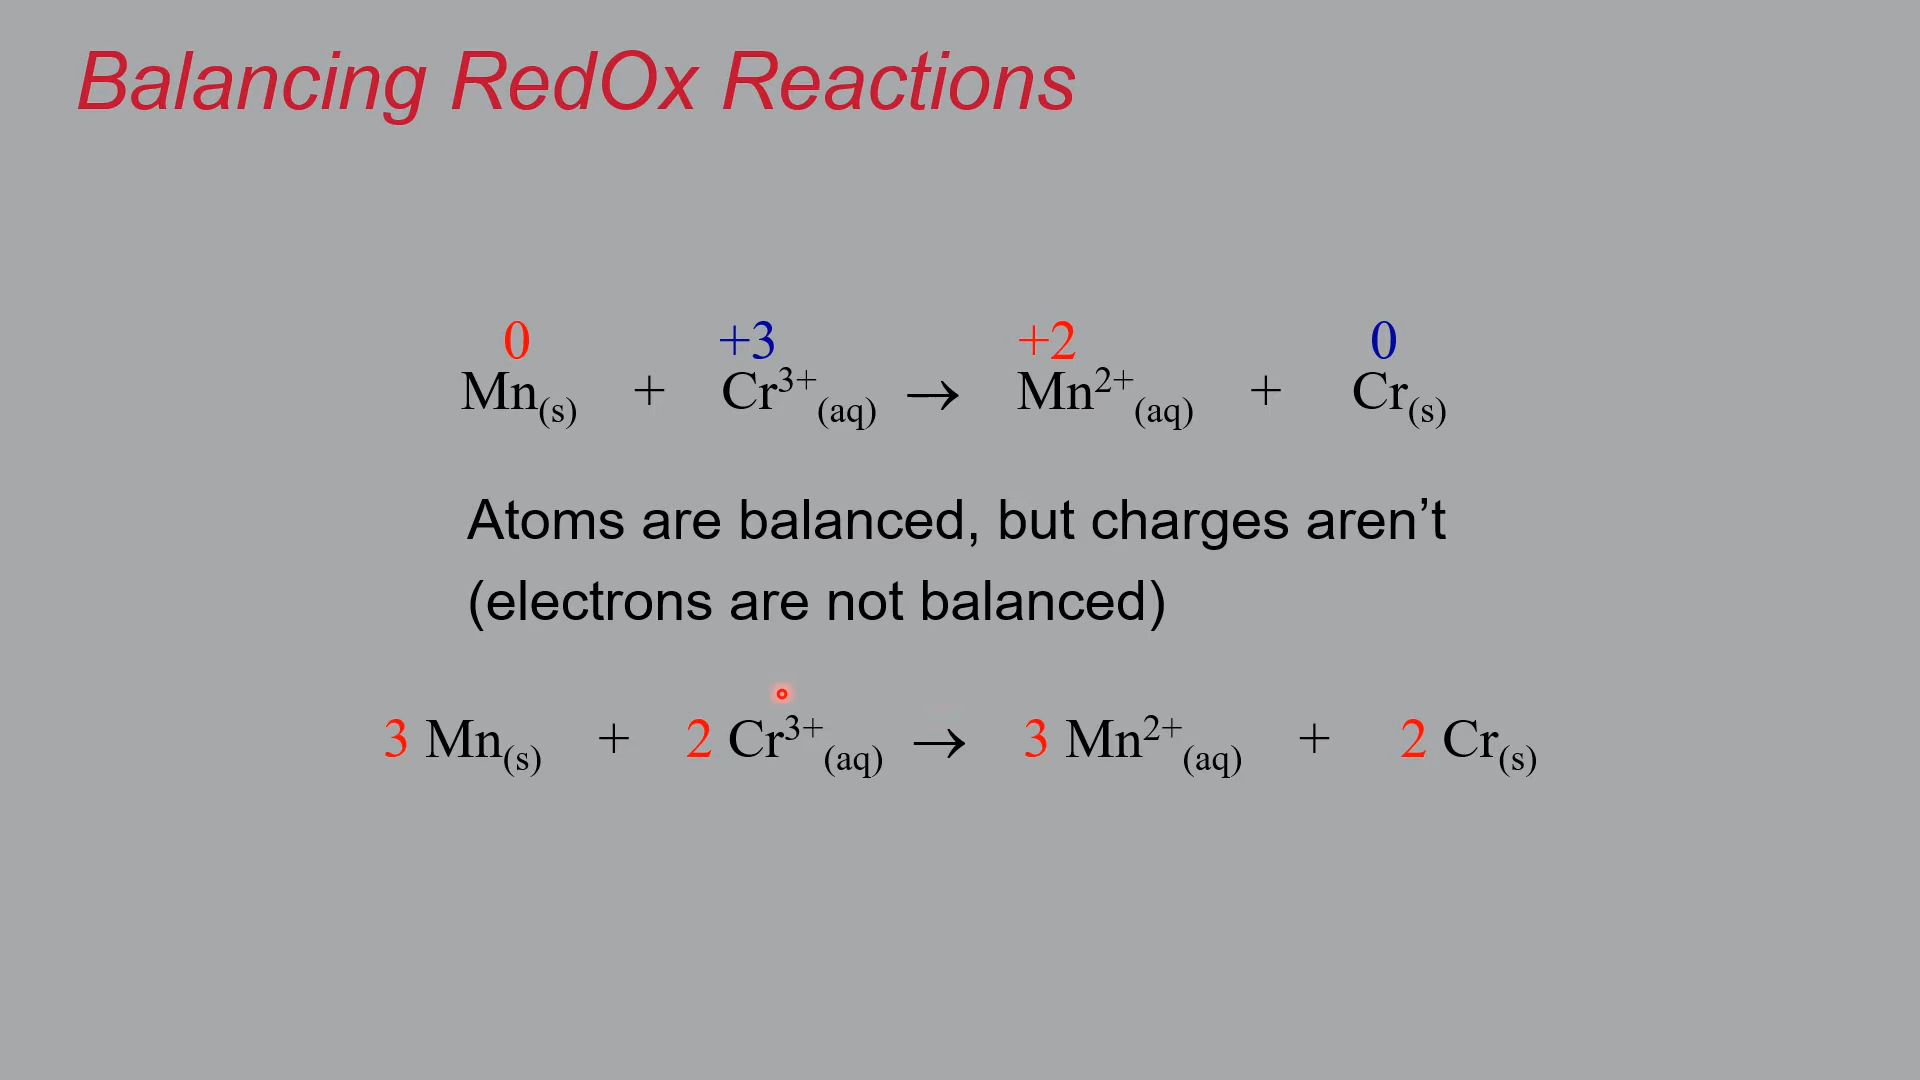 Balancing RedOx Reactions
0 +3 +2 0
Mn(s) + Cr³⁺(aq) → Mn²⁺(aq) + Cr(s)
Atoms are balanced, but charges aren’t
(electrons are not balanced)
3 Mn(s) + 2 Cr³⁺(aq) → 3 Mn²⁺(aq) + 2 Cr(s)